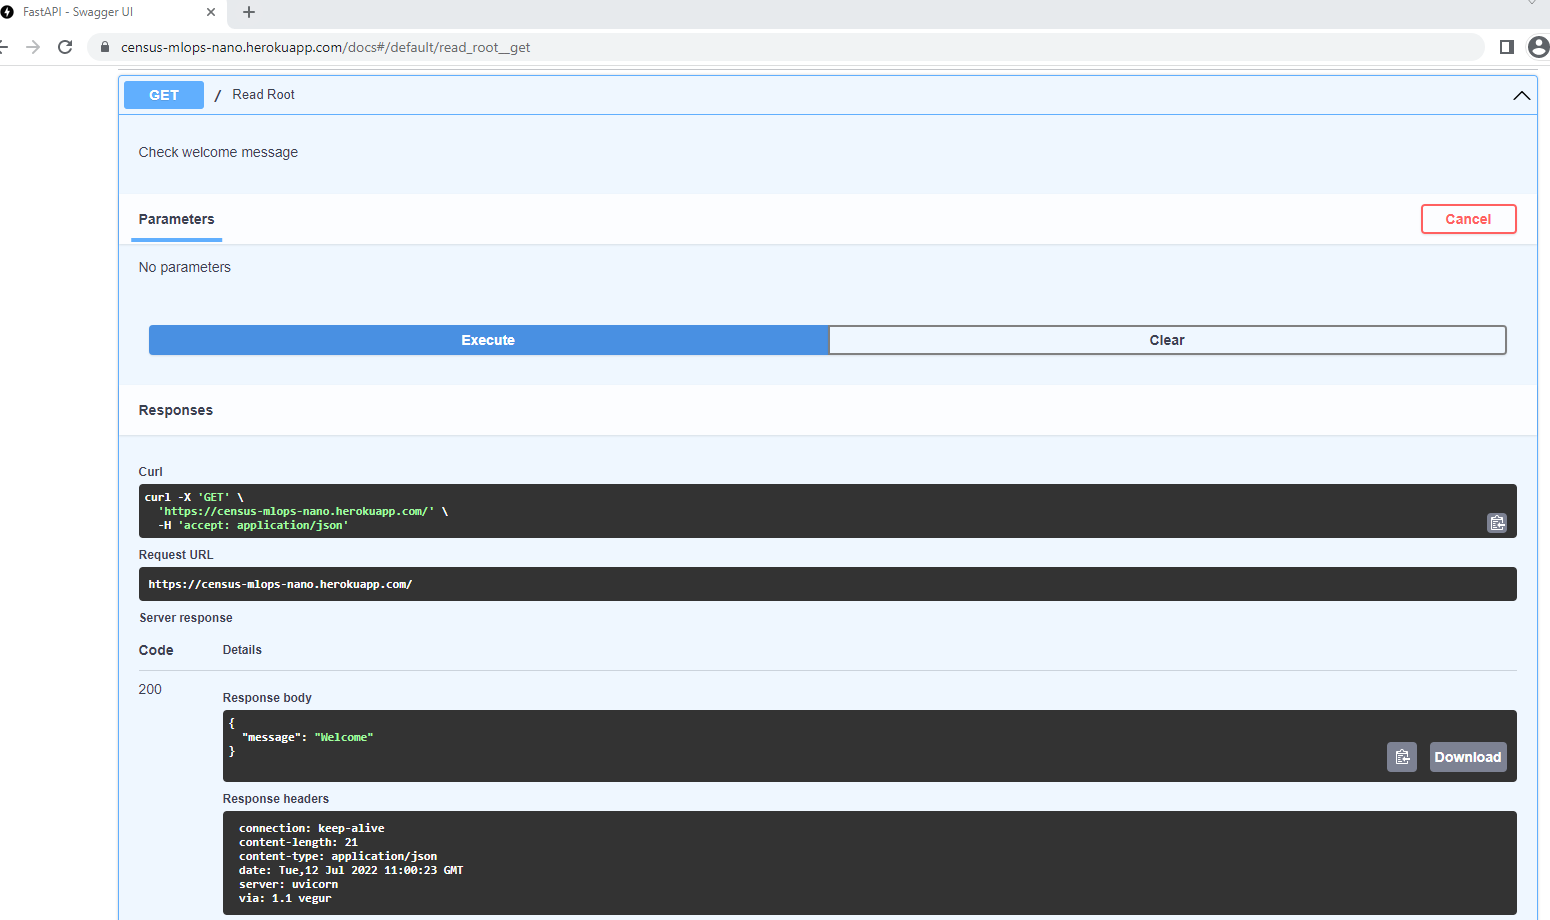 FastAPI - Swagger UI
census-mlops-nano.herokuapp.com/docs#/default/read_root__get
GET / Read Root
Check welcome message
Parameters
Cancel
No parameters
Execute
Clear
Responses
Curl
curl -X 'GET' \
'https://census-mlops-nano.herokuapp.com/' \
-H 'accept: application/json'
Request URL
https://census-mlops-nano.herokuapp.com/
Server response
Code Details
200
Response body
{
"message": "Welcome"
}
Download
Response headers
connection: keep-alive
content-length: 21
content-type: application/json
date: Tue,12 Jul 2022 11:00:23 GMT
server: uvicorn
via: 1.1 vegur